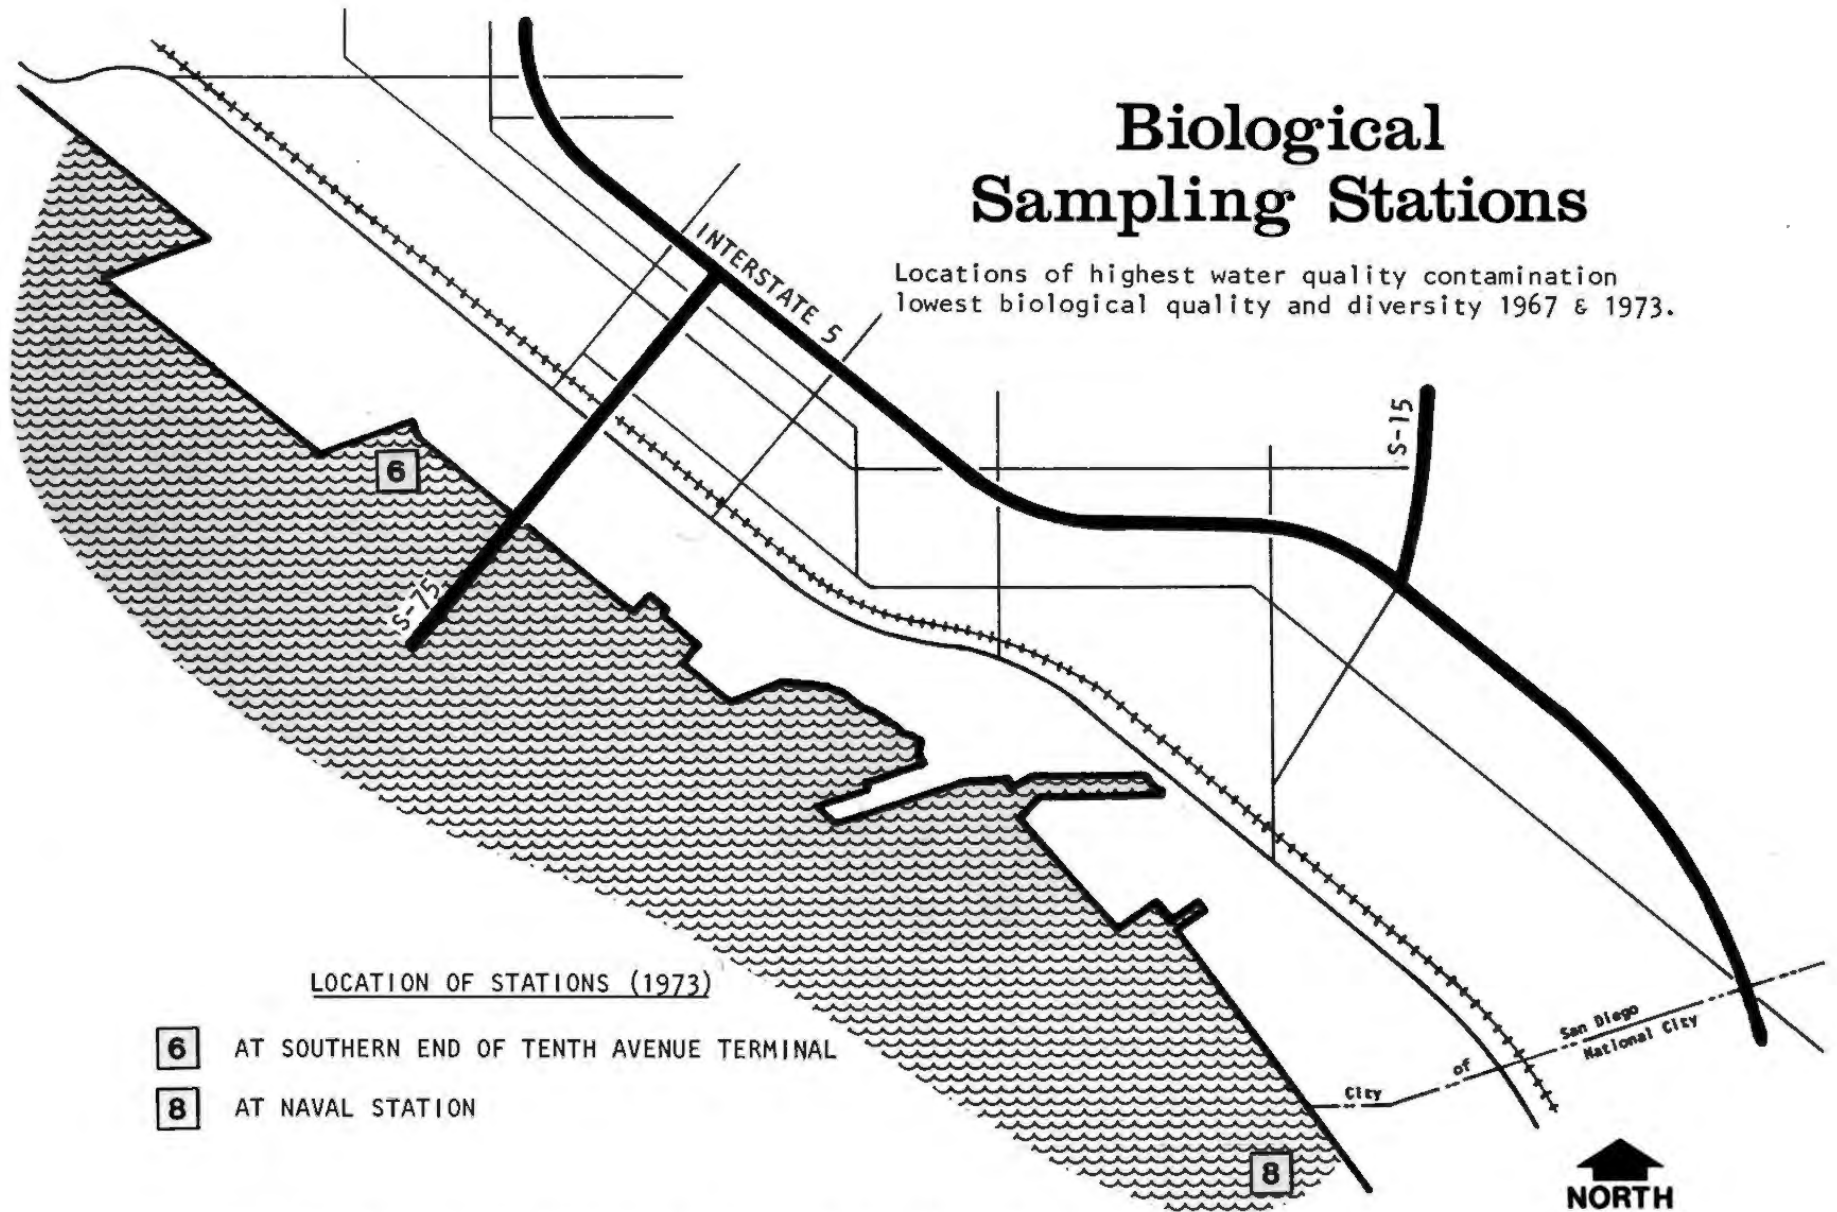 Biological
Sampling Stations
Locations of highest water quality contamination
lowest biological quality and diversity 1967 & 1973.
INTERSTATE 5
S-15
6
S-75
LOCATION OF STATIONS (1973)
6 AT SOUTHERN END OF TENTH AVENUE TERMINAL
8 AT NAVAL STATION
San Diego
National City
City of
8
NORTH